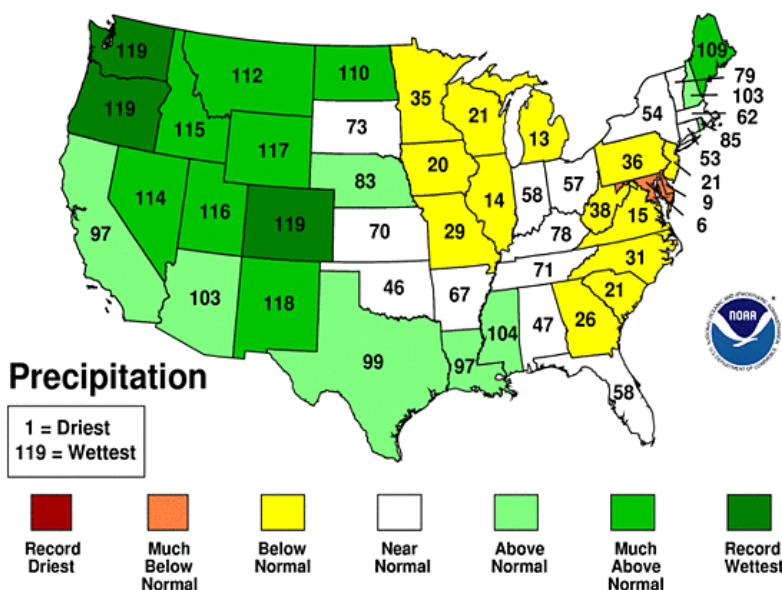 119
112
110
35
109
79
103
62
85
53
21
9
6
119
115
117
73
21
13
54
20
83
36
114
116
119
14
58
57
38
15
97
70
29
78
31
103
118
46
67
71
21
104
47
26
99
97
58
NOAA
Precipitation
1 = Driest
119 = Wettest
Record
Driest
Much
Below
Normal
Below
Normal
Near
Normal
Above
Normal
Much
Above
Normal
Record
Wettest